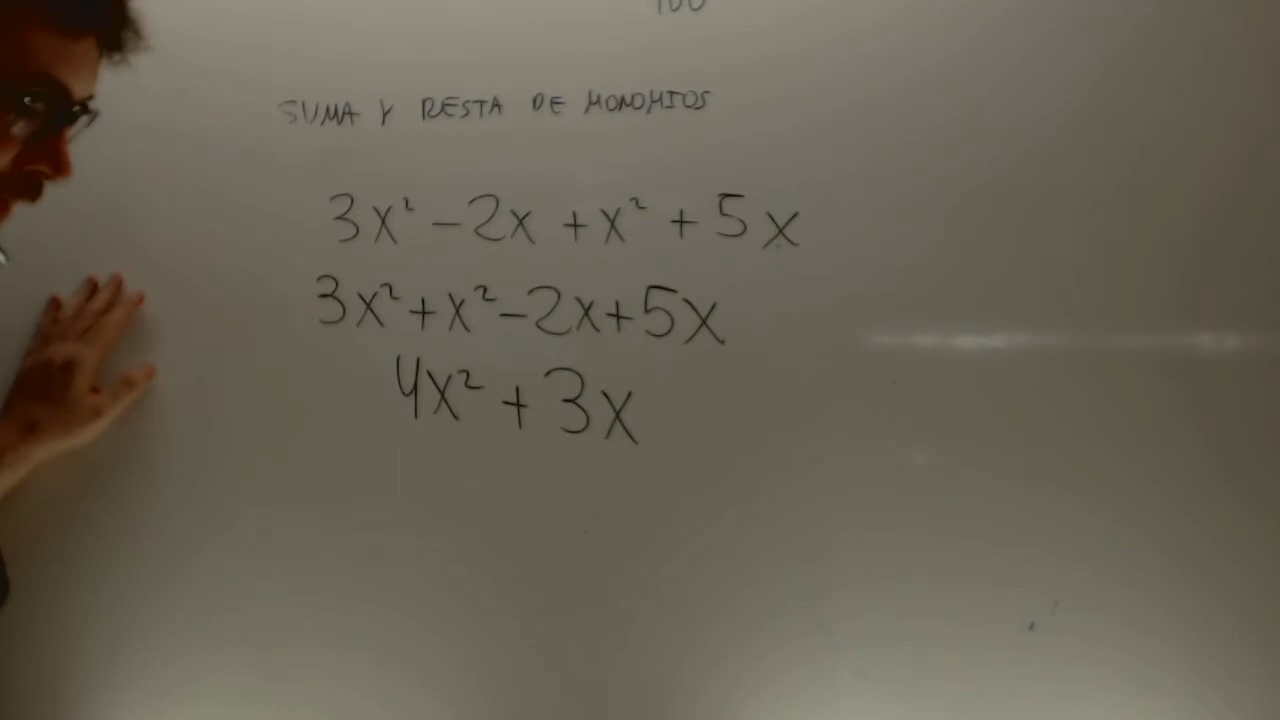 SUMA Y RESTA DE MONOMIOS
3x² - 2x + x² + 5x
3x² + x² - 2x + 5x
4x² + 3x